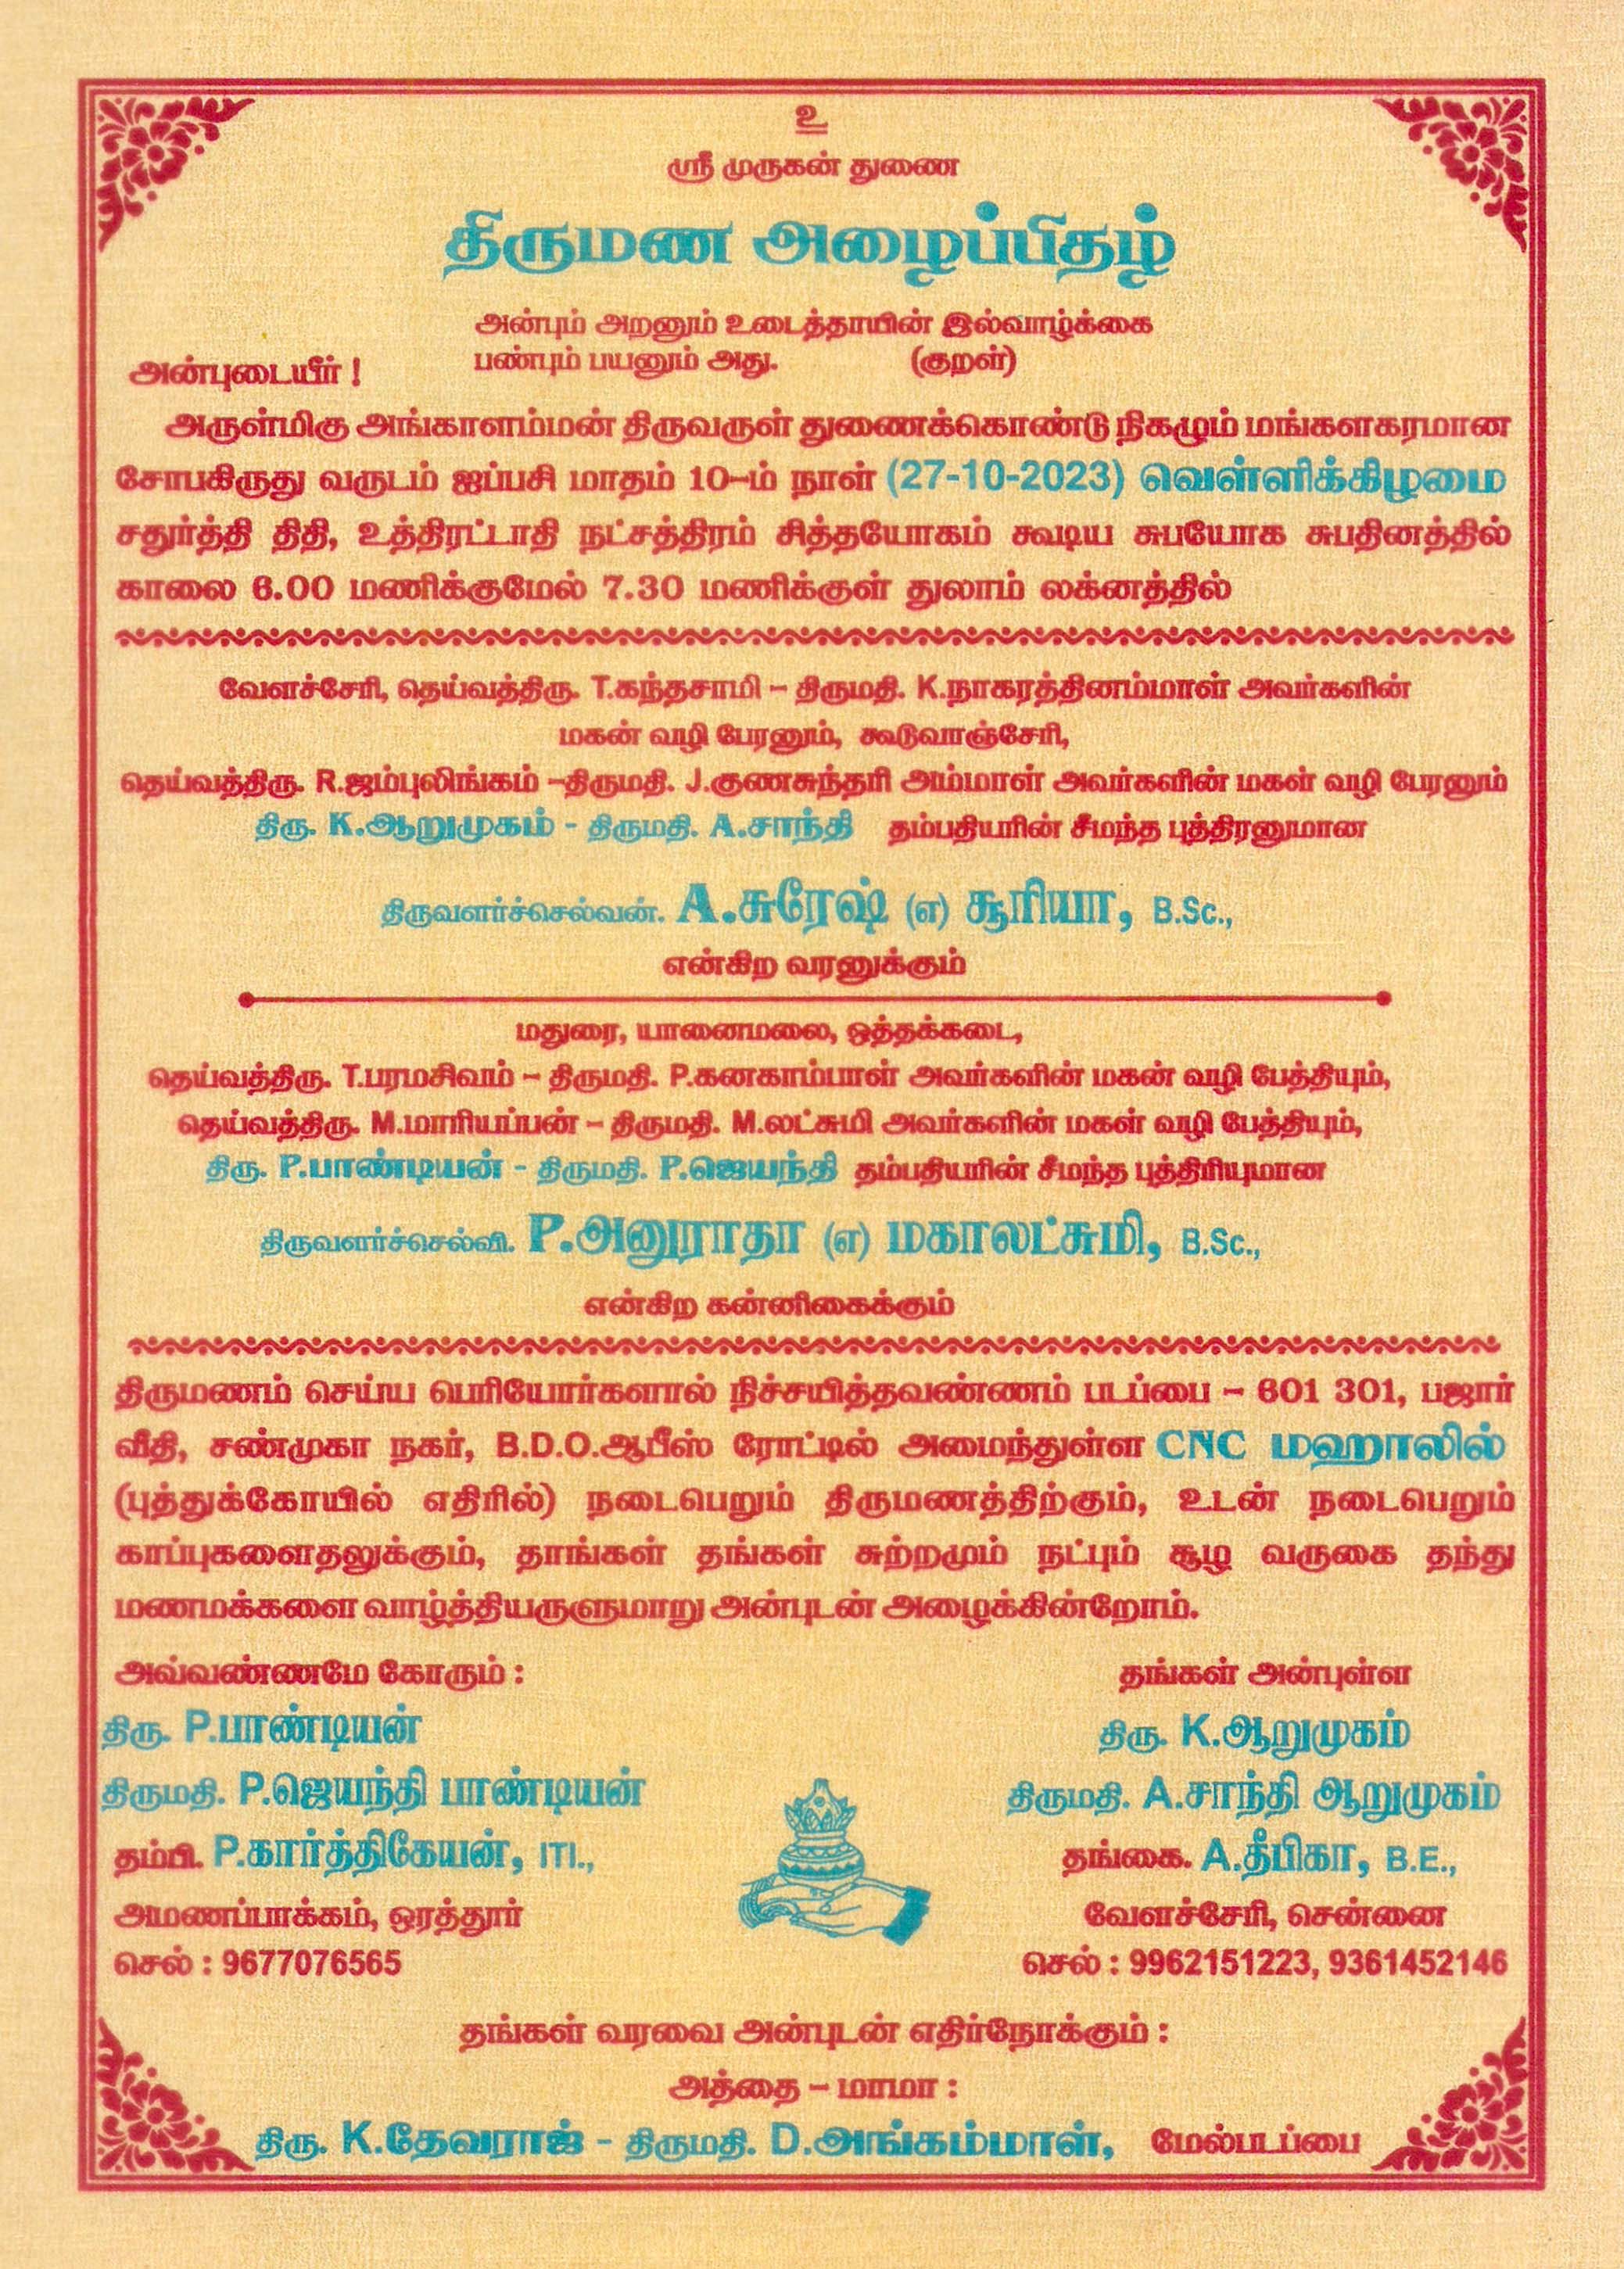 உ
ஸ்ரீ முருகன் துணை
திருமண அழைப்பிதழ்
அன்பும் அறனும் உடைத்தாயின் இல்வாழ்க்கை
பண்பும் பயனும் அது. (குறள்)
அன்புடையீர் !
அருள்மிகு அங்காளம்மன் திருவருள் துணைக்கொண்டு நிகழும் மங்களகரமான
சோபகிருது வருடம் ஐப்பசி மாதம் 10-ம் நாள் (27-10-2023) வெள்ளிக்கிழமை
சதுர்த்தி திதி, உத்திரட்டாதி நட்சத்திரம் சித்தயோகம் கூடிய சுபயோக சுபதினத்தில்
காலை 6.00 மணிக்குமேல் 7.30 மணிக்குள் துலாம் லக்னத்தில்
வேளச்சேரி, தெய்வத்திரு. T.கந்தசாமி – திருமதி. K.நாகரத்தினம்மாள் அவர்களின்
மகன் வழி பேரனும், கூடுவாஞ்சேரி,
தெய்வத்திரு. R.ஜம்புலிங்கம் –திருமதி. J.குணசுந்தரி அம்மாள் அவர்களின் மகள் வழி பேரனும்
திரு. K.ஆறுமுகம் - திருமதி. A.சாந்தி தம்பதியரின் சீமந்த புத்திரனுமான
திருவளர்ச்செல்வன். A.சுரேஷ் (எ) சூரியா, B.Sc.,
என்கிற வரனுக்கும்
மதுரை, யானைமலை, ஒத்தக்கடை,
தெய்வத்திரு. T.பரமசிவம் – திருமதி. P.கனகாம்பாள் அவர்களின் மகன் வழி பேத்தியும்,
தெய்வத்திரு. M.மாரியப்பன் – திருமதி. M.லட்சுமி அவர்களின் மகள் வழி பேத்தியும்,
திரு. P.பாண்டியன் - திருமதி. P.ஜெயந்தி தம்பதியரின் சீமந்த புத்திரியுமான
திருவளர்ச்செல்வி. P.அனுராதா (எ) மகாலட்சுமி, B.Sc.,
என்கிற கன்னிகைக்கும்
திருமணம் செய்ய பெரியோர்களால் நிச்சயித்தவண்ணம் படப்பை – 601 301, பஜார்
வீதி, சண்முகா நகர், B.D.O.ஆபீஸ் ரோட்டில் அமைந்துள்ள CNC மஹாலில்
(புத்துக்கோயில் எதிரில்) நடைபெறும் திருமணத்திற்கும், உடன் நடைபெறும்
காப்புகளைதலுக்கும், தாங்கள் தங்கள் சுற்றமும் நட்பும் சூழ வருகை தந்து
மணமக்களை வாழ்த்தியருளுமாறு அன்புடன் அழைக்கின்றோம்.
அவ்வண்ணமே கோரும் :
திரு. P.பாண்டியன்
திருமதி. P.ஜெயந்தி பாண்டியன்
தம்பி. P.கார்த்திகேயன், ITI.,
அமணப்பாக்கம், ஒரத்தூர்
செல் : 9677076565
தங்கள் அன்புள்ள
திரு. K.ஆறுமுகம்
திருமதி. A.சாந்தி ஆறுமுகம்
தங்கை. A.தீபிகா, B.E.,
வேளச்சேரி, சென்னை
செல் : 9962151223, 9361452146
தங்கள் வரவை அன்புடன் எதிர்நோக்கும் :
அத்தை – மாமா :
திரு. K.தேவராஜ் - திருமதி. D.அங்கம்மாள், மேல்படப்பை